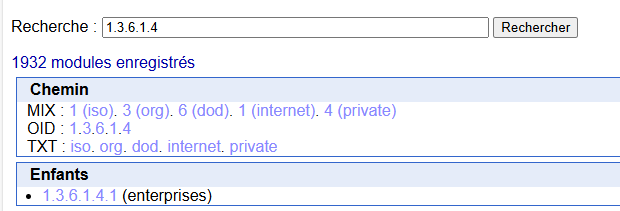 Recherche : 1.3.6.1.4 Rechercher
1932 modules enregistrés
Chemin
MIX : 1 (iso). 3 (org). 6 (dod). 1 (internet). 4 (private)
OID : 1.3.6.1.4
TXT : iso. org. dod. internet. private
Enfants
• 1.3.6.1.4.1 (enterprises)